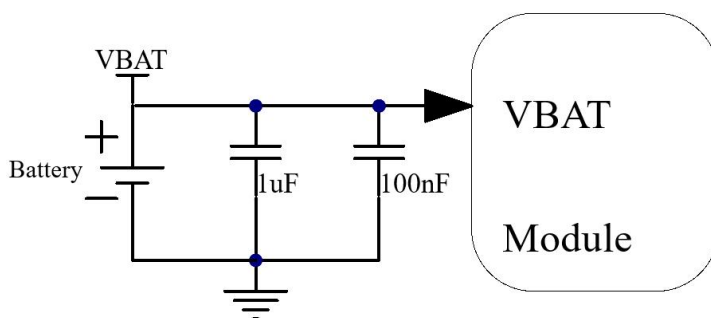 VBAT
+
Battery
−
1uF
100nF
VBAT
Module